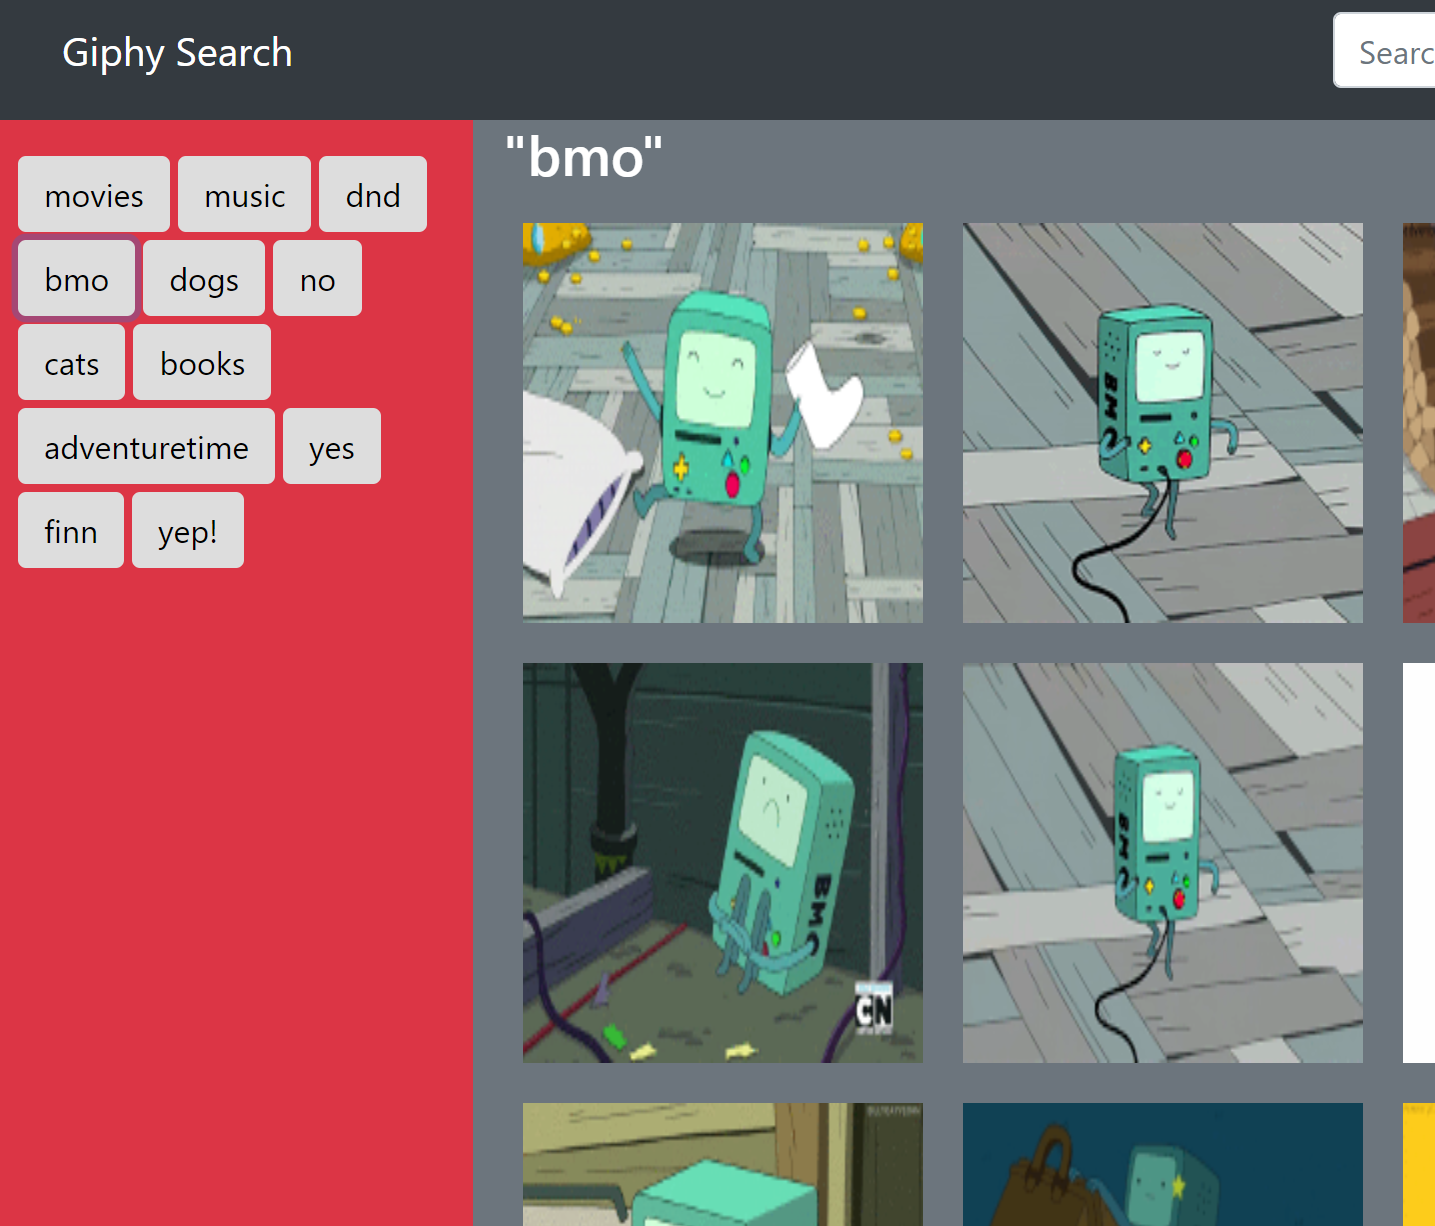 Giphy Search
Searc
movies music dnd
bmo dogs no
cats books
adventuretime yes
finn yep!
"bmo"
BMO
BMO
CN
BMO